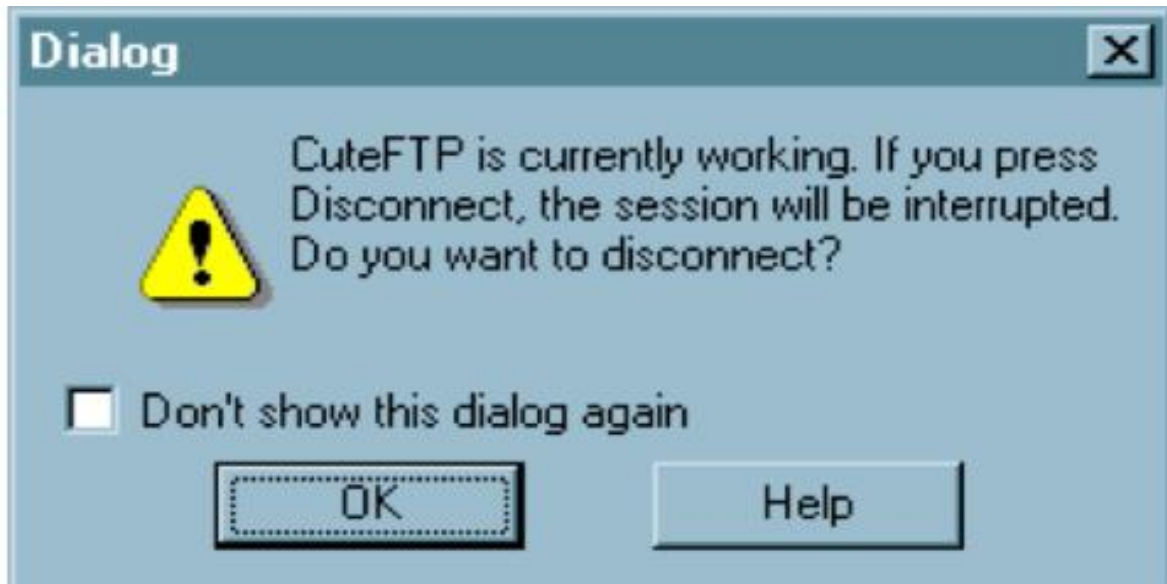 Dialog
CuteFTP is currently working. If you press
Disconnect, the session will be interrupted.
Do you want to disconnect?
Don't show this dialog again
OK
Help